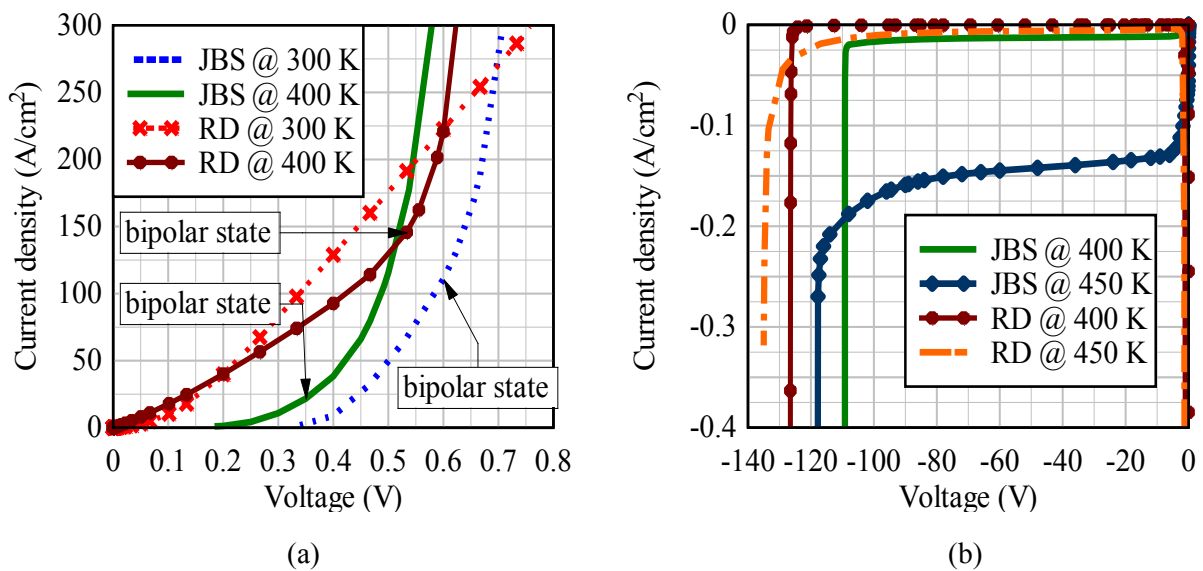 300
250
200
150
100
50
0
Current density (A/cm²)
JBS @ 300 K
JBS @ 400 K
RD @ 300 K
RD @ 400 K
bipolar state
bipolar state
bipolar state
0 0.1 0.2 0.3 0.4 0.5 0.6 0.7 0.8
Voltage (V)
(a)
0
-0.1
-0.2
-0.3
-0.4
Current density (A/cm²)
JBS @ 400 K
JBS @ 450 K
RD @ 400 K
RD @ 450 K
-140 -120 -100 -80 -60 -40 -20 0
Voltage (V)
(b)